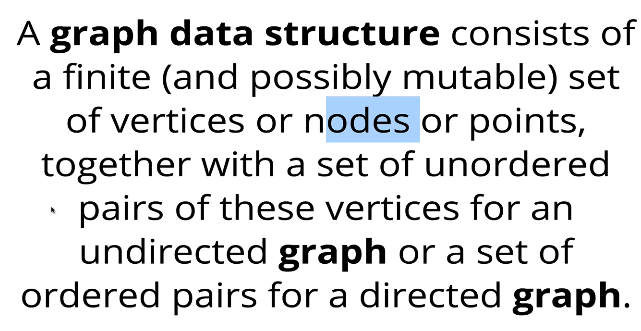 A graph data structure consists of
a finite (and possibly mutable) set
of vertices or nodes or points,
together with a set of unordered
pairs of these vertices for an
undirected graph or a set of
ordered pairs for a directed graph.